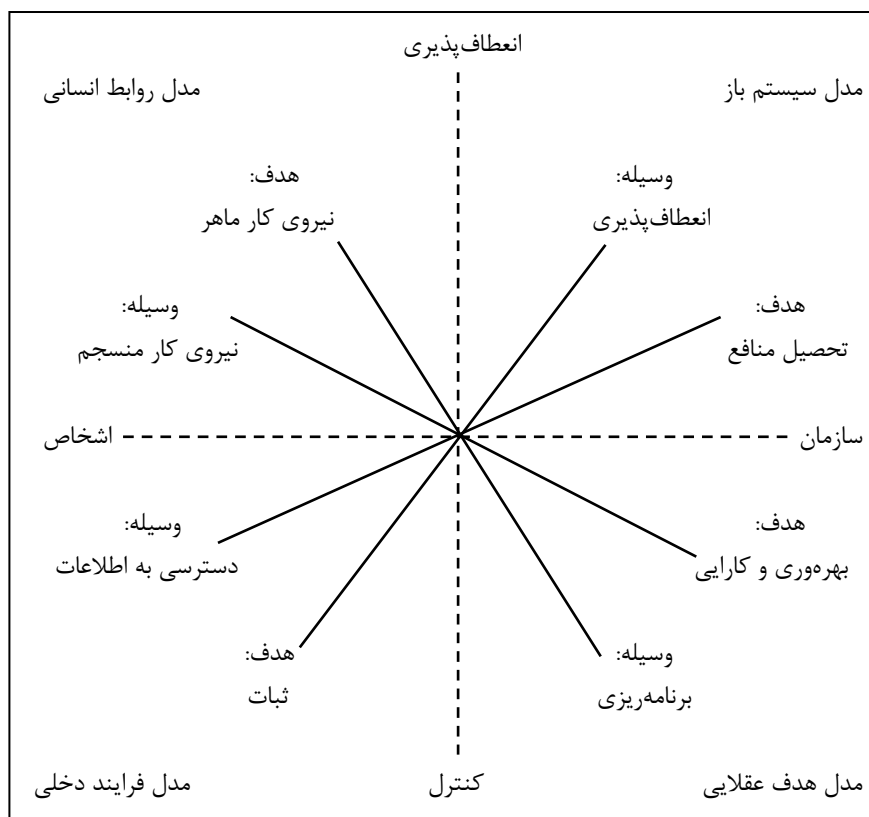 انعطاف‌پذیری
مدل سیستم باز
مدل روابط انسانی
وسیله:
انعطاف‌پذیری
هدف:
نیروی کار ماهر
هدف:
تحصیل منافع
وسیله:
نیروی کار منسجم
سازمان
اشخاص
هدف:
بهره‌وری و کارایی
وسیله:
دسترسی به اطلاعات
وسیله:
برنامه‌ریزی
هدف:
ثبات
مدل هدف عقلایی
کنترل
مدل فرایند دخلی